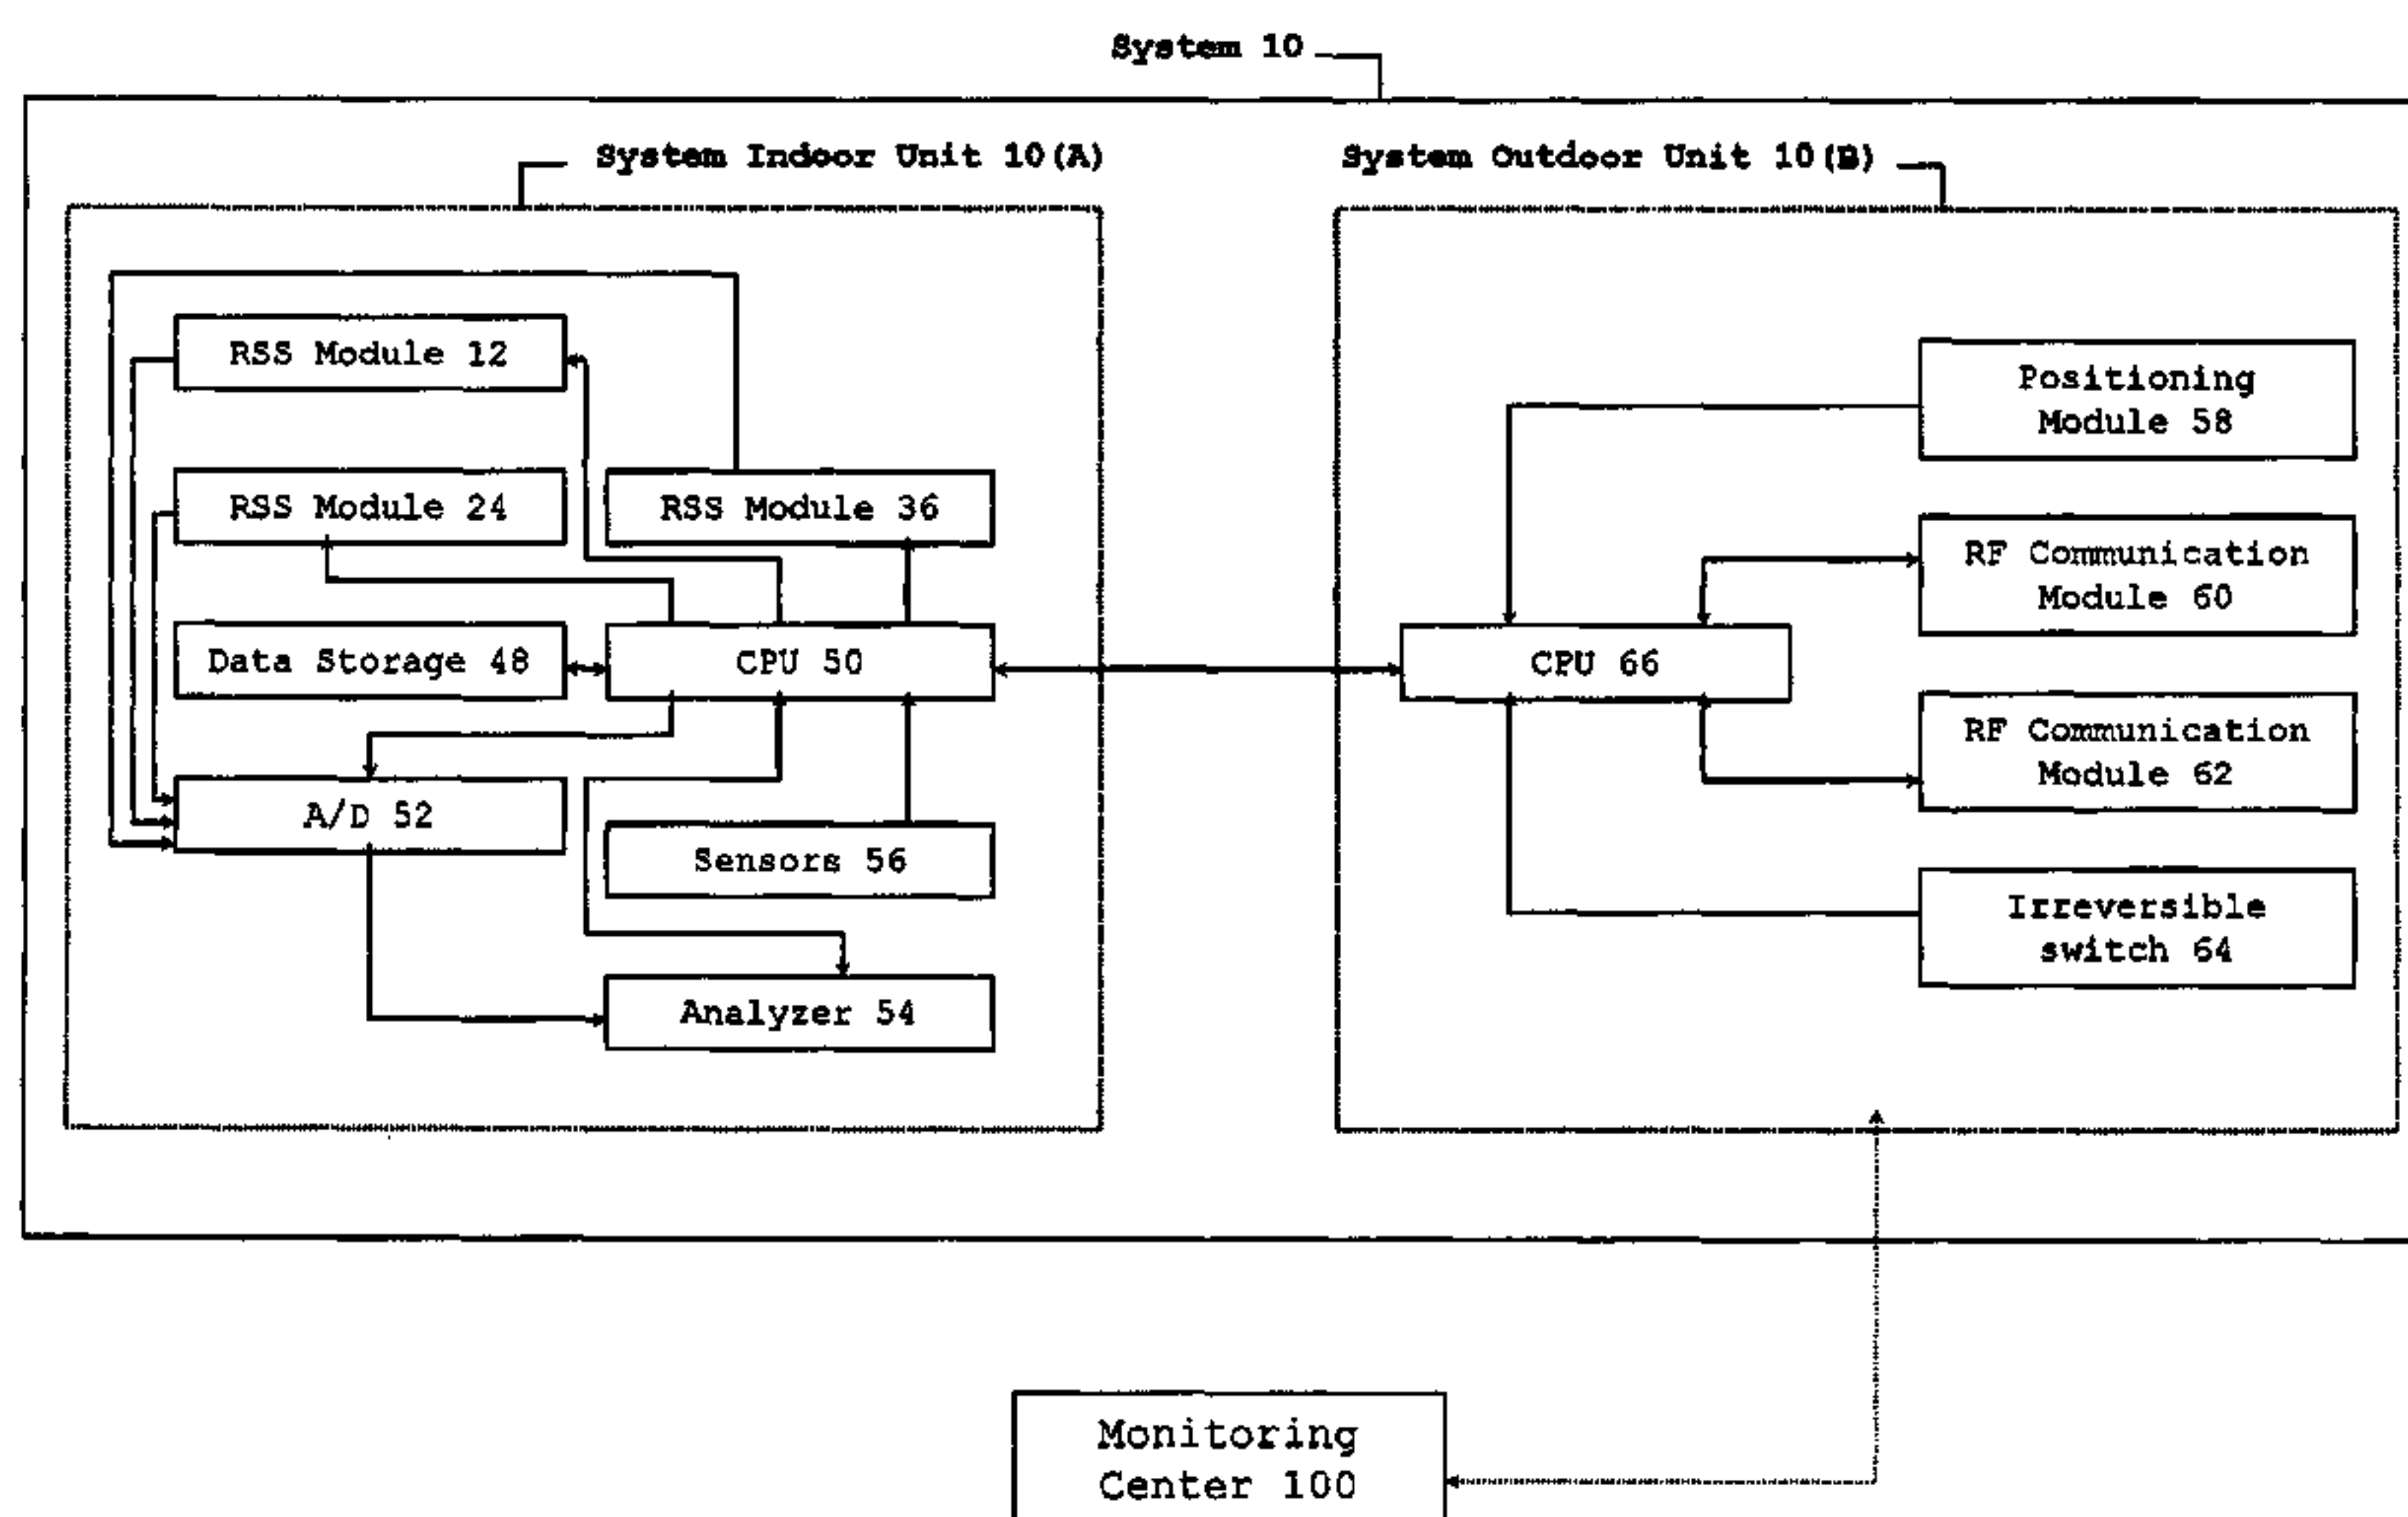 System 10
System Indoor Unit 10(A)
System Outdoor Unit 10(B)
RSS Module 12
RSS Module 24
RSS Module 36
Data Storage 48
CPU 50
A/D 52
Sensors 56
Analyzer 54
Positioning
Module 58
RF Communication
Module 60
CPU 66
RF Communication
Module 62
Irreversible
switch 64
Monitoring
Center 100